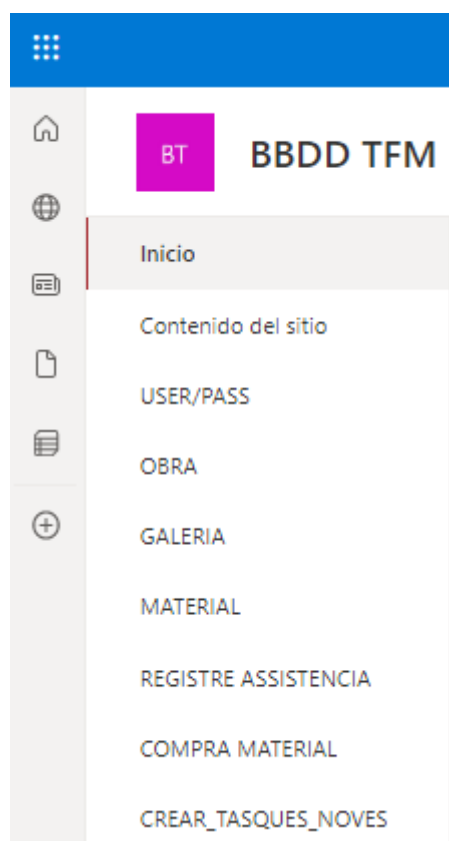 BT
BBDD TFM
Inicio
Contenido del sitio
USER/PASS
OBRA
GALERIA
MATERIAL
REGISTRE ASSISTENCIA
COMPRA MATERIAL
CREAR_TASQUES_NOVES